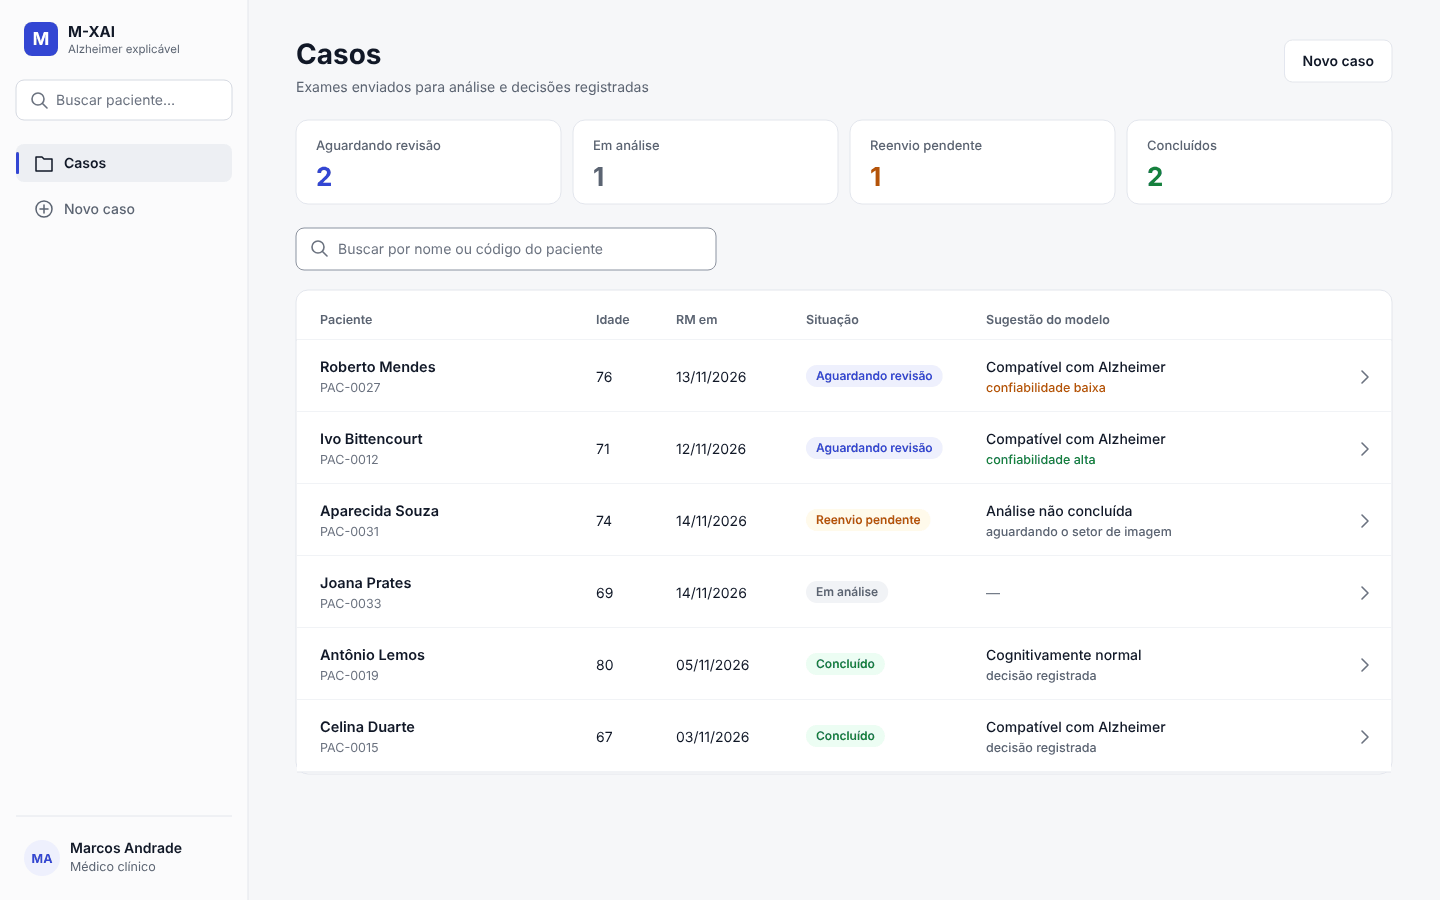 M
M-XAI
Alzheimer explicável
Buscar paciente...
Casos
Novo caso
Marcos Andrade
Médico clínico
MA
Casos
Exames enviados para análise e decisões registradas
Novo caso
Aguardando revisão
2
Em análise
1
Reenvio pendente
1
Concluídos
2
Buscar por nome ou código do paciente
Paciente Idade RM em Situação Sugestão do modelo
Roberto Mendes
PAC-0027
76
13/11/2026
Aguardando revisão
Compatível com Alzheimer
confiabilidade baixa
Ivo Bittencourt
PAC-0012
71
12/11/2026
Aguardando revisão
Compatível com Alzheimer
confiabilidade alta
Aparecida Souza
PAC-0031
74
14/11/2026
Reenvio pendente
Análise não concluída
aguardando o setor de imagem
Joana Prates
PAC-0033
69
14/11/2026
Em análise
—
Antônio Lemos
PAC-0019
80
05/11/2026
Concluído
Cognitivamente normal
decisão registrada
Celina Duarte
PAC-0015
67
03/11/2026
Concluído
Compatível com Alzheimer
decisão registrada